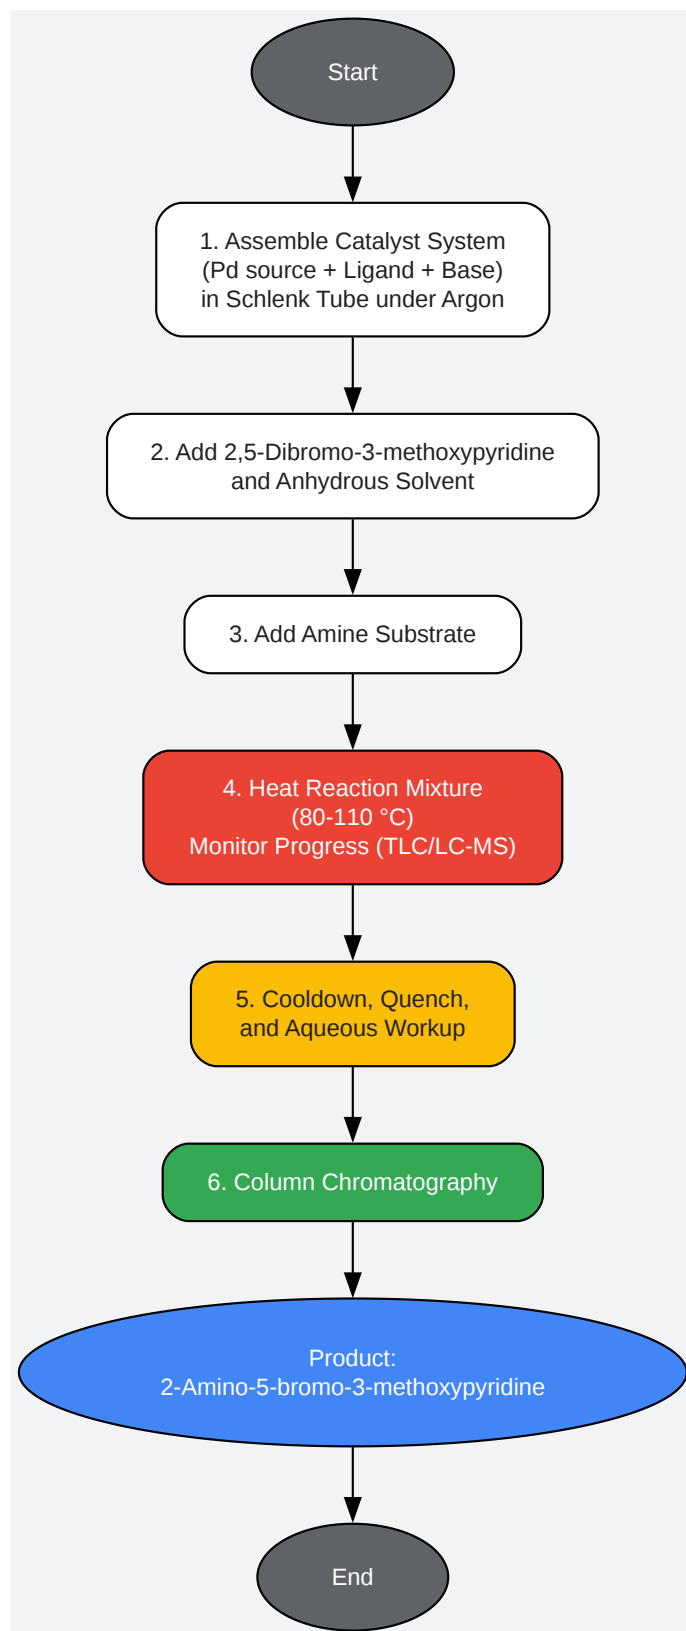 Start
1. Assemble Catalyst System
(Pd source + Ligand + Base)
in Schlenk Tube under Argon
2. Add 2,5-Dibromo-3-methoxypyridine
and Anhydrous Solvent
3. Add Amine Substrate
4. Heat Reaction Mixture
(80-110 °C)
Monitor Progress (TLC/LC-MS)
5. Cooldown, Quench,
and Aqueous Workup
6. Column Chromatography
Product:
2-Amino-5-bromo-3-methoxypyridine
End